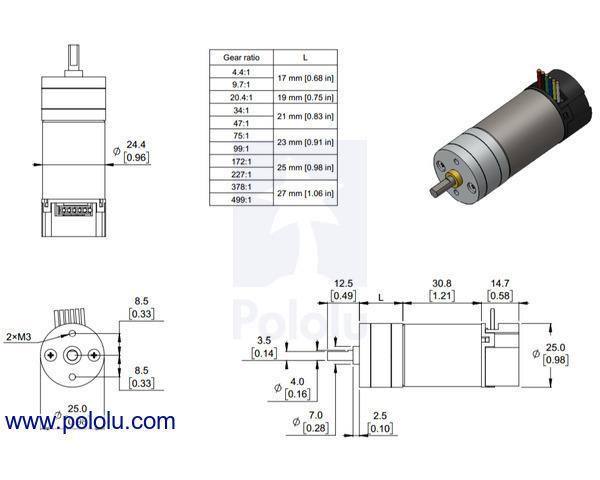 Gear ratio L
4.4:1
17 mm [0.68 in]
9.7:1
20.4:1 19 mm [0.75 in]
34:1
21 mm [0.83 in]
47:1
75:1
23 mm [0.91 in]
99:1
172:1
25 mm [0.98 in]
227:1
378:1
27 mm [1.06 in]
499:1
Ø 24.4
[0.96]
Pololu
8.5
[0.33]
2×M3
8.5
[0.33]
Ø 25.0
www.pololu.com
12.5
[0.49]
L
30.8
[1.21]
14.7
[0.58]
3.5
[0.14]
Ø 4.0
[0.16]
Ø 7.0
[0.28]
2.5
[0.10]
Ø 25.0
[0.98]